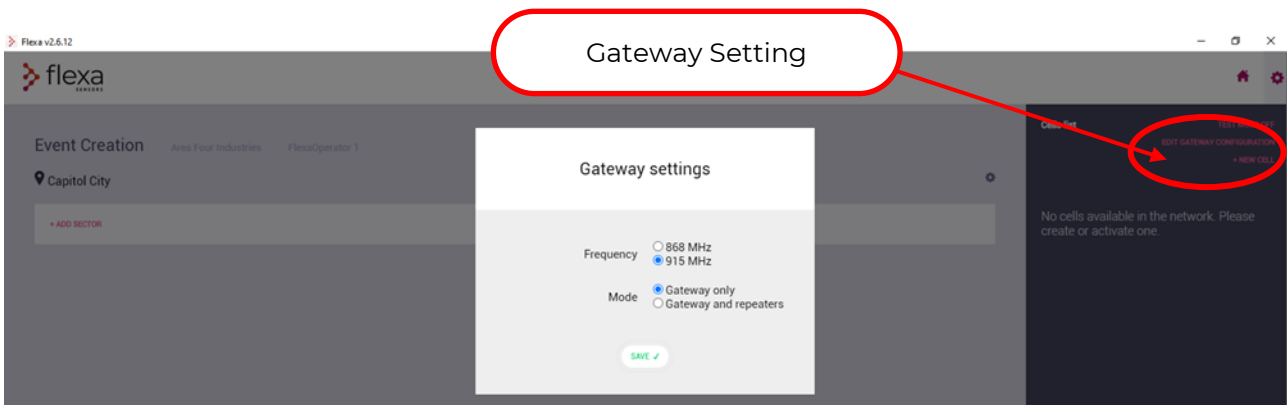 Gateway Setting
Flexa v2.6.12
flexa
SENSORS
Event Creation Area Four Industries FlexaOperator 1
Capitol City
+ ADD SECTOR
Gateway settings
Frequency
868 MHz
915 MHz
Mode
Gateway only
Gateway and repeaters
SAVE ✓
Cells list
EDIT GATEWAY CONFIGURATION
+ NEW CELL
No cells available in the network. Please
create or activate one.